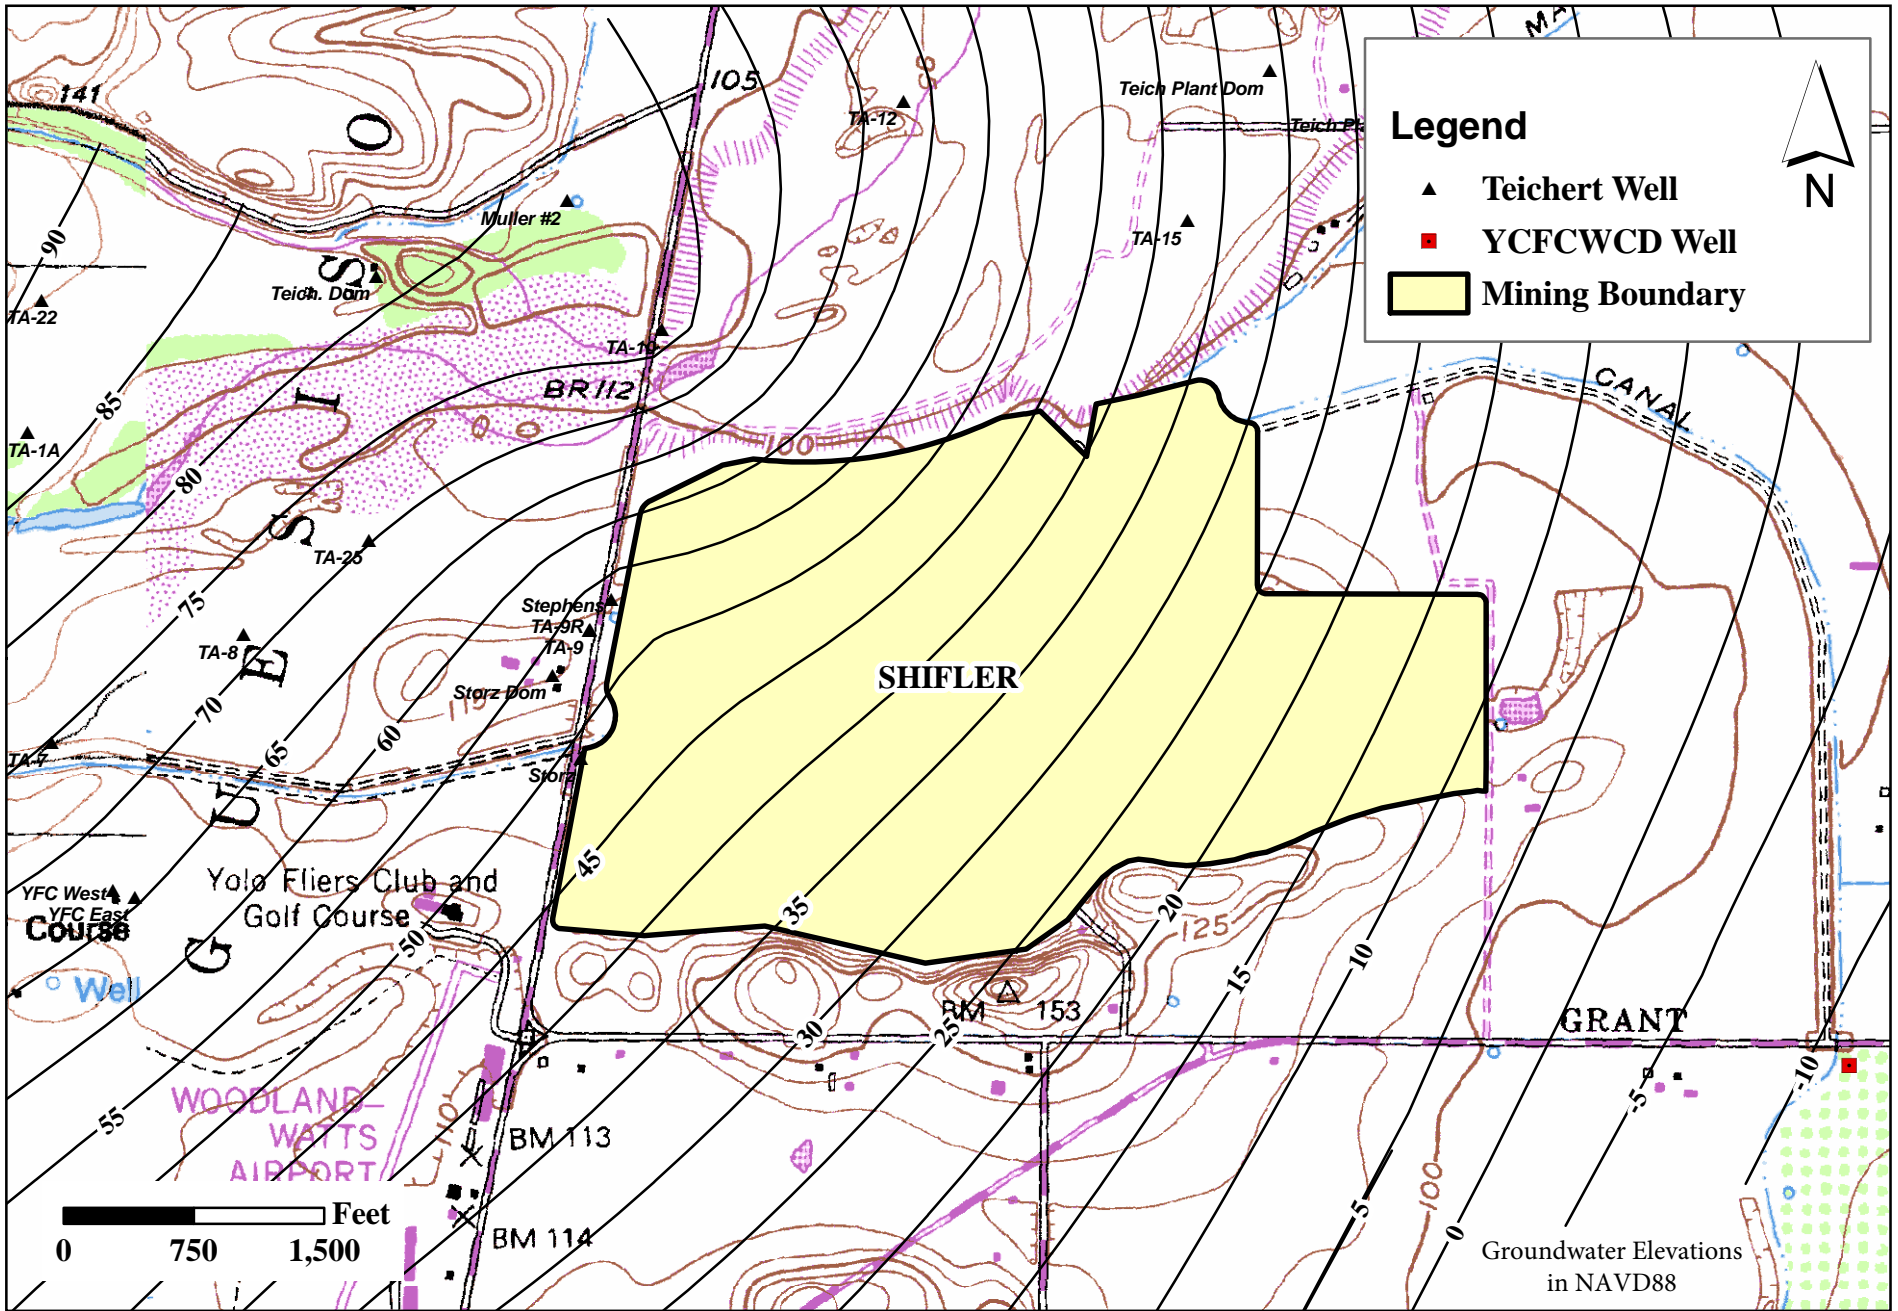 141
105
95
MA
TA-12
Teich Plant Dom
Legend
Teichert Well
YCFCWCD Well
Mining Boundary
N
O
90
Muller #2
TA-15
S
Teich. Dom
TA-22
TA-10
BR 112
I
CANAL
85
TA-1A
80
100
S
TA-25
75
Stephens
TA-9R
TA-9
TA-8
E
Storz Dom
115
SHIFLER
70
65
60
TA-7
Storz
U
45
Yolo Fliers Club and
Golf Course
YFC West
YFC East
Course
G
50
35
20
125
Well
15
10
BM 153
30
25
GRANT
-10
-5
WOODLAND-
WATTS
AIRPORT
110
55
BM 113
BM 114
100
5
0
Feet
0 750 1,500
Groundwater Elevations
in NAVD88